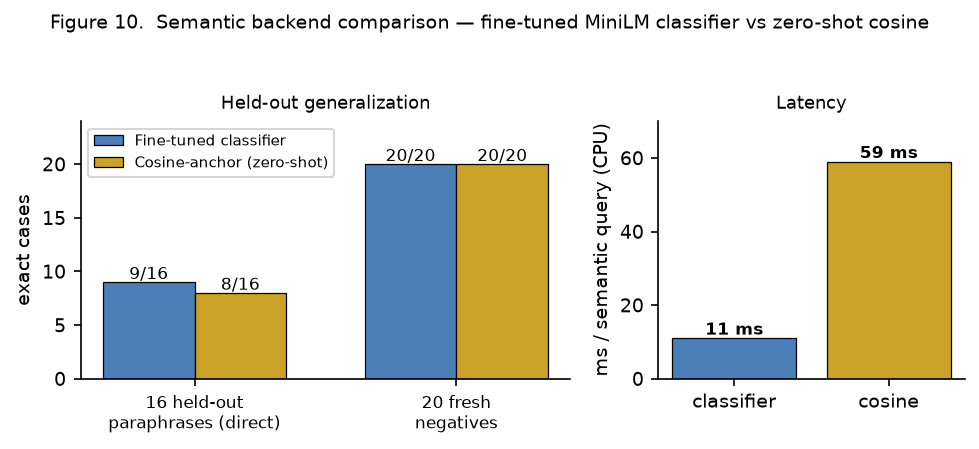 Figure 10.  Semantic backend comparison — fine-tuned MiniLM classifier vs zero-shot cosine
Held-out generalization
Fine-tuned classifier
Cosine-anchor (zero-shot)
exact cases
20
15
10
5
0
9/16
8/16
20/20
20/20
16 held-out
paraphrases (direct)
20 fresh
negatives
Latency
ms / semantic query (CPU)
60
40
20
0
11 ms
59 ms
classifier
cosine